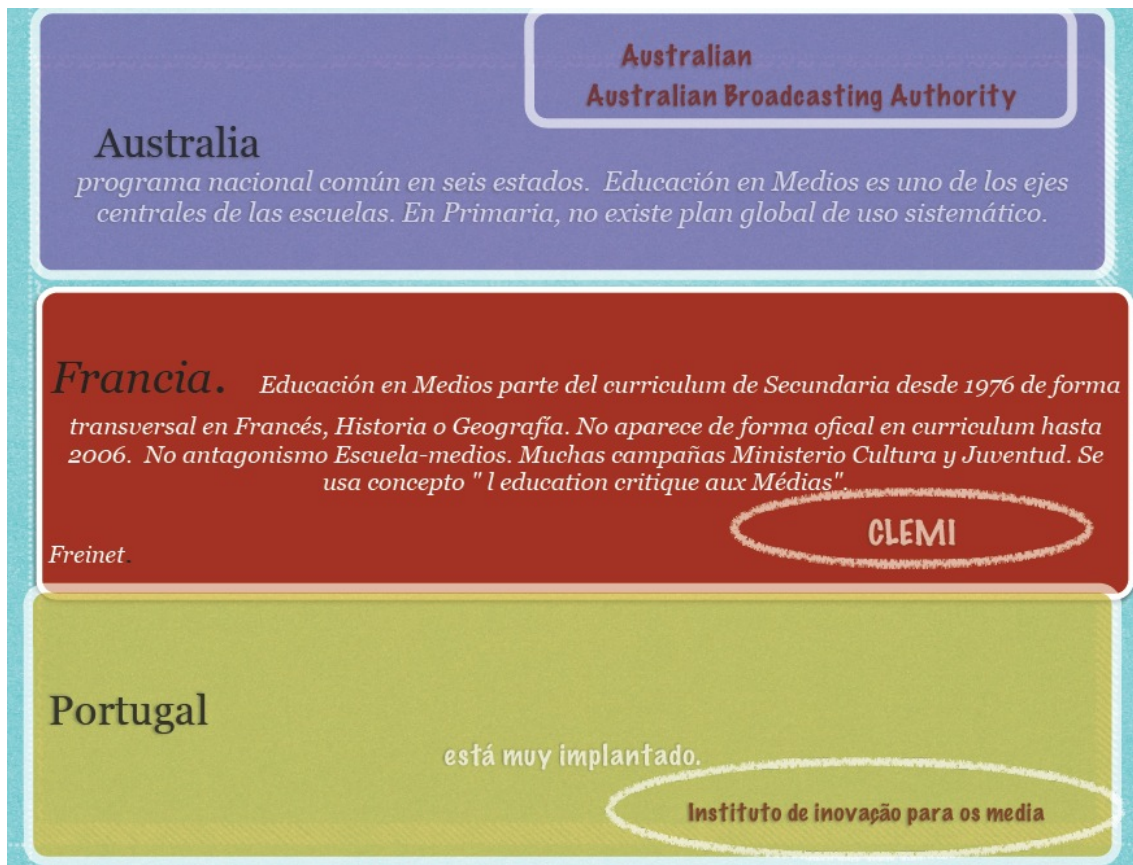 Australian
Australian Broadcasting Authority
Australia
programa nacional común en seis estados. Educación en Medios es uno de los ejes
centrales de las escuelas. En Primaria, no existe plan global de uso sistemático.
Francia. Educación en Medios parte del curriculum de Secundaria desde 1976 de forma
transversal en Francés, Historia o Geografía. No aparece de forma ofical en curriculum hasta
2006. No antagonismo Escuela-medios. Muchas campañas Ministerio Cultura y Juventud. Se
usa concepto " l education critique aux Médias".
CLEMI
Freinet.
Portugal
está muy implantado.
Instituto de inovação para os media